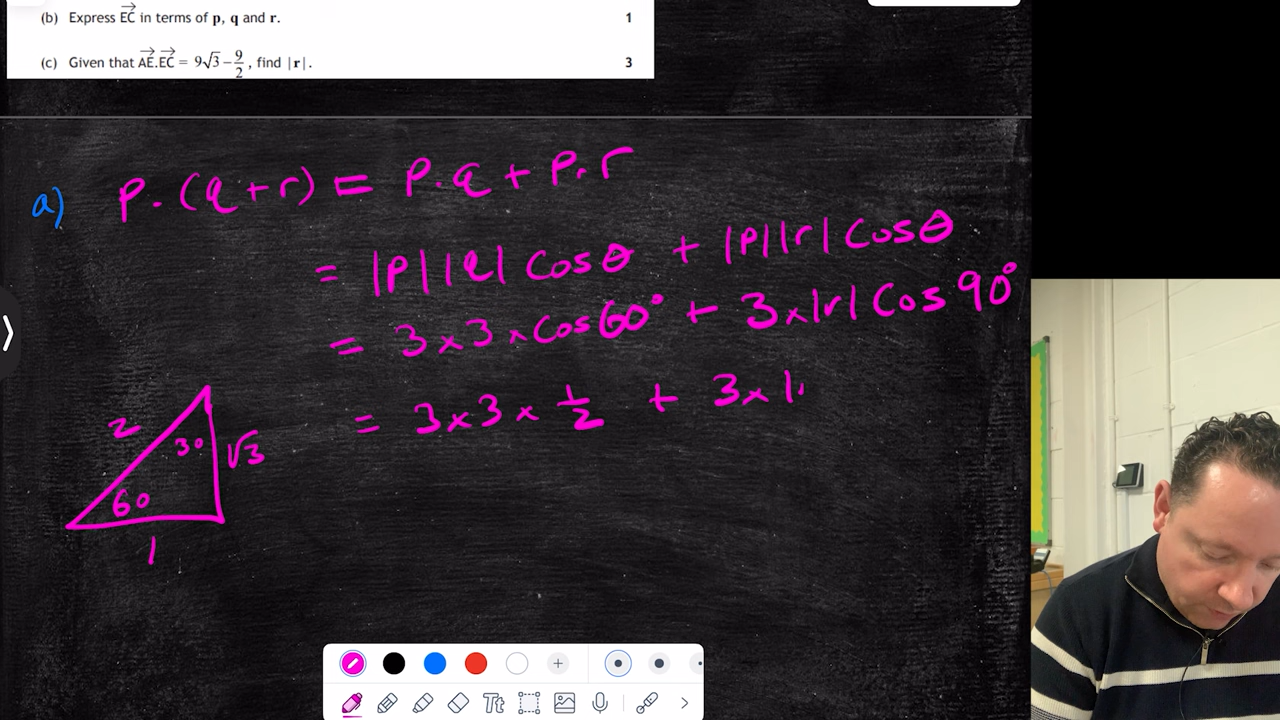 (b) Express EC⃗ in terms of p, q and r. 1
(c) Given that AE⃗.EC⃗ = 9√3 − 9/2, find |r|. 3
a) p.(q+r) = p.q + p.r
= |p||q| cosθ + |p||r| cosθ
= 3×3×cos60° + 3×|r| cos 90°
= 3×3×1/2 + 3×
2
30
√3
60
1
Tt